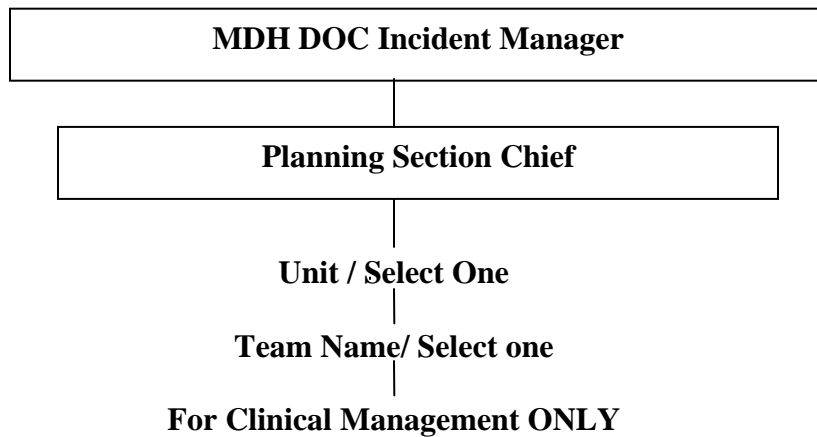 MDH DOC Incident Manager
Planning Section Chief
Unit / Select One
Team Name/ Select one
For Clinical Management ONLY